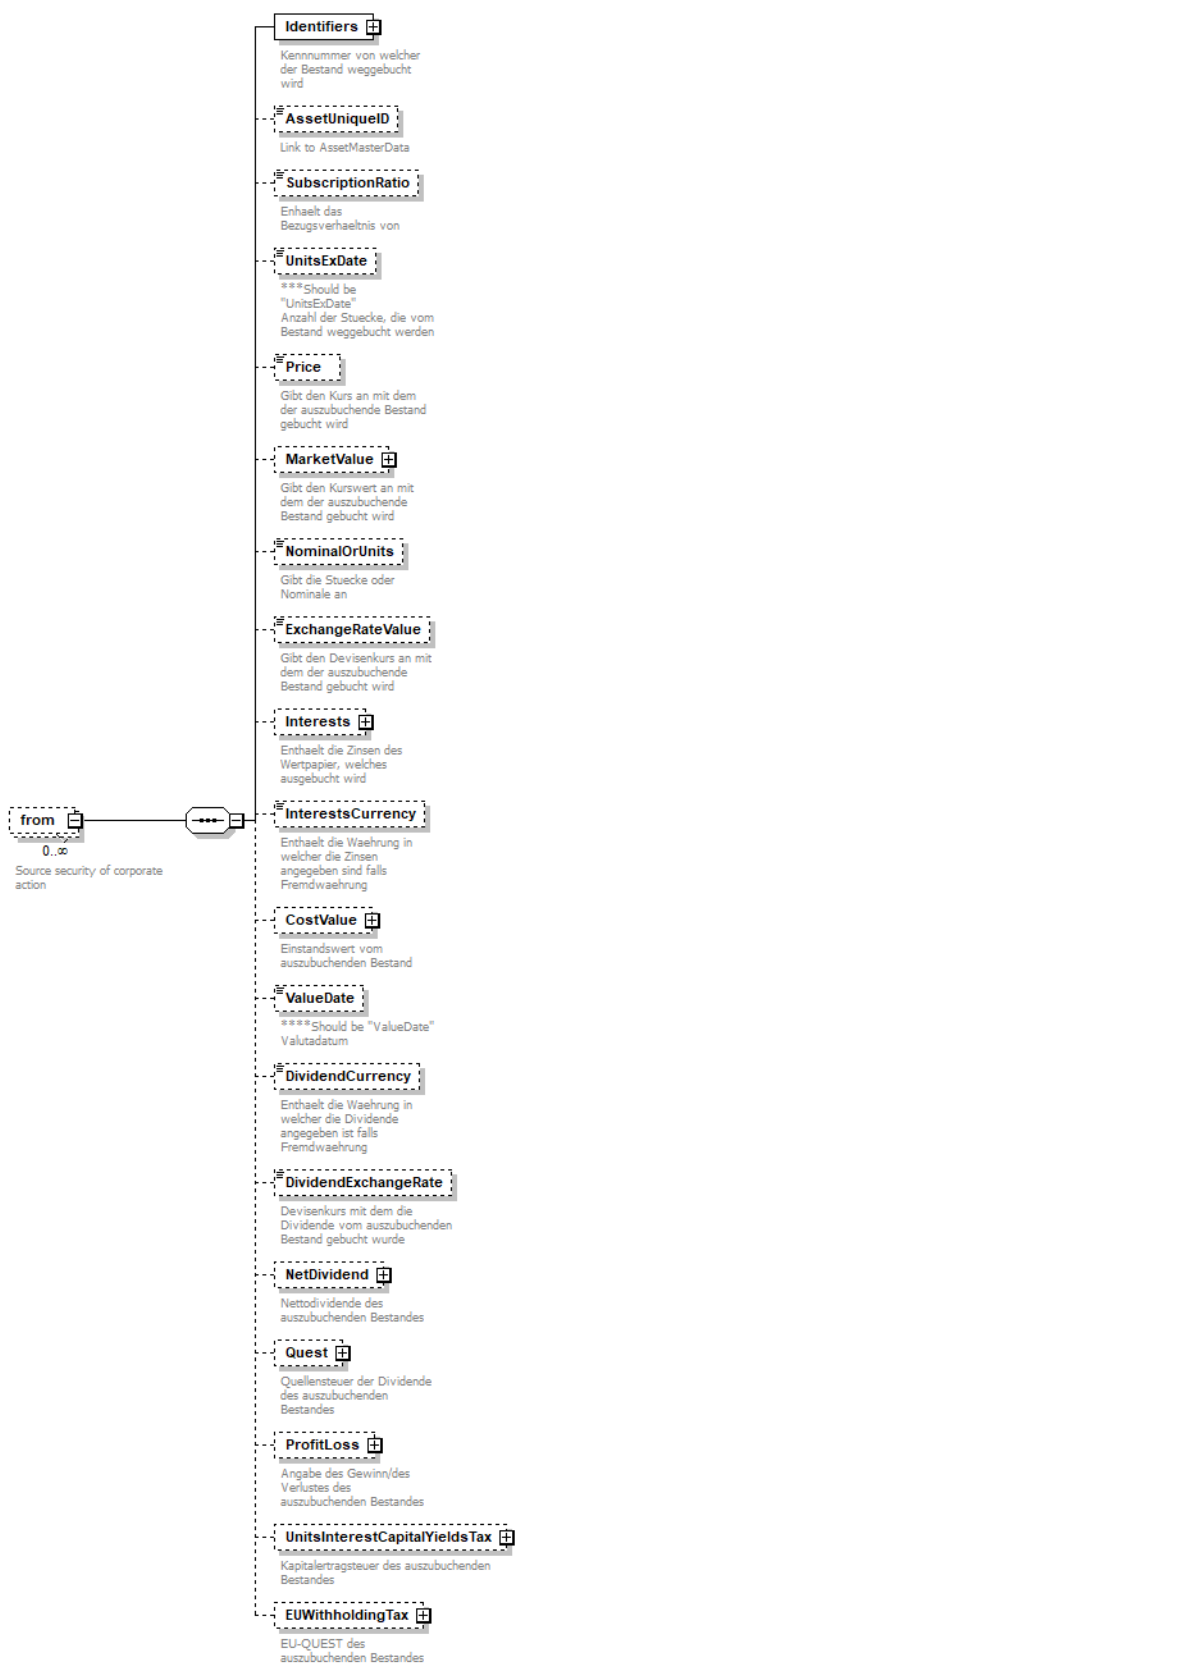 Identifiers
Kennnummer von welcher
der Bestand weggebucht
wird
AssetUniqueID
Link to AssetMasterData
SubscriptionRatio
Enhaelt das
Bezugsverhaeltnis von
UnitsExDate
***Should be
"UnitsExDate"
Anzahl der Stuecke, die vom
Bestand weggebucht werden
Price
Gibt den Kurs an mit dem
der auszubuchende Bestand
gebucht wird
MarketValue
Gibt den Kurswert an mit
dem der auszubuchende
Bestand gebucht wird
NominalOrUnits
Gibt die Stuecke oder
Nominale an
ExchangeRateValue
Gibt den Devisenkurs an mit
dem der auszubuchende
Bestand gebucht wird
Interests
Enthaelt die Zinsen des
Wertpapier, welches
ausgebucht wird
from
0..∞
Source security of corporate
action
InterestsCurrency
Enthaelt die Waehrung in
welcher die Zinsen
angegeben sind falls
Fremdwaehrung
CostValue
Einstandswert vom
auszubuchenden Bestand
ValueDate
****Should be "ValueDate"
Valutadatum
DividendCurrency
Enthaelt die Waehrung in
welcher die Dividende
angegeben ist falls
Fremdwaehrung
DividendExchangeRate
Devisenkurs mit dem die
Dividende vom auszubuchenden
Bestand gebucht wurde
NetDividend
Nettodividende des
auszubuchenden Bestandes
Quest
Quellensteuer der Dividende
des auszubuchenden
Bestandes
ProfitLoss
Angabe des Gewinn/des
Verlustes des
auszubuchenden Bestandes
UnitsInterestCapitalYieldsTax
Kapitalertragsteuer des auszubuchenden
Bestandes
EUWithholdingTax
EU-QUEST des
auszubuchenden Bestandes